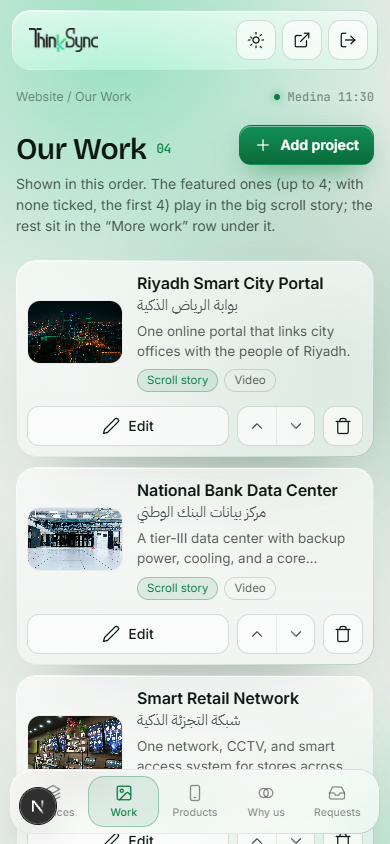 ThinkSync
Website / Our Work
Medina 11:30
Our Work 04
Add project
Shown in this order. The featured ones (up to 4; with
none ticked, the first 4) play in the big scroll story; the
rest sit in the “More work” row under it.
Riyadh Smart City Portal
بوابة الرياض الذكية
One online portal that links city
offices with the people of Riyadh.
Scroll story Video
Edit
National Bank Data Center
مركز بيانات البنك الوطني
A tier-III data center with backup
power, cooling, and a core...
Scroll story Video
Edit
Smart Retail Network
شبكة التجزئة الذكية
One network, CCTV, and smart
access system for stores across
N
Work
Products
Why us
Requests
Edit